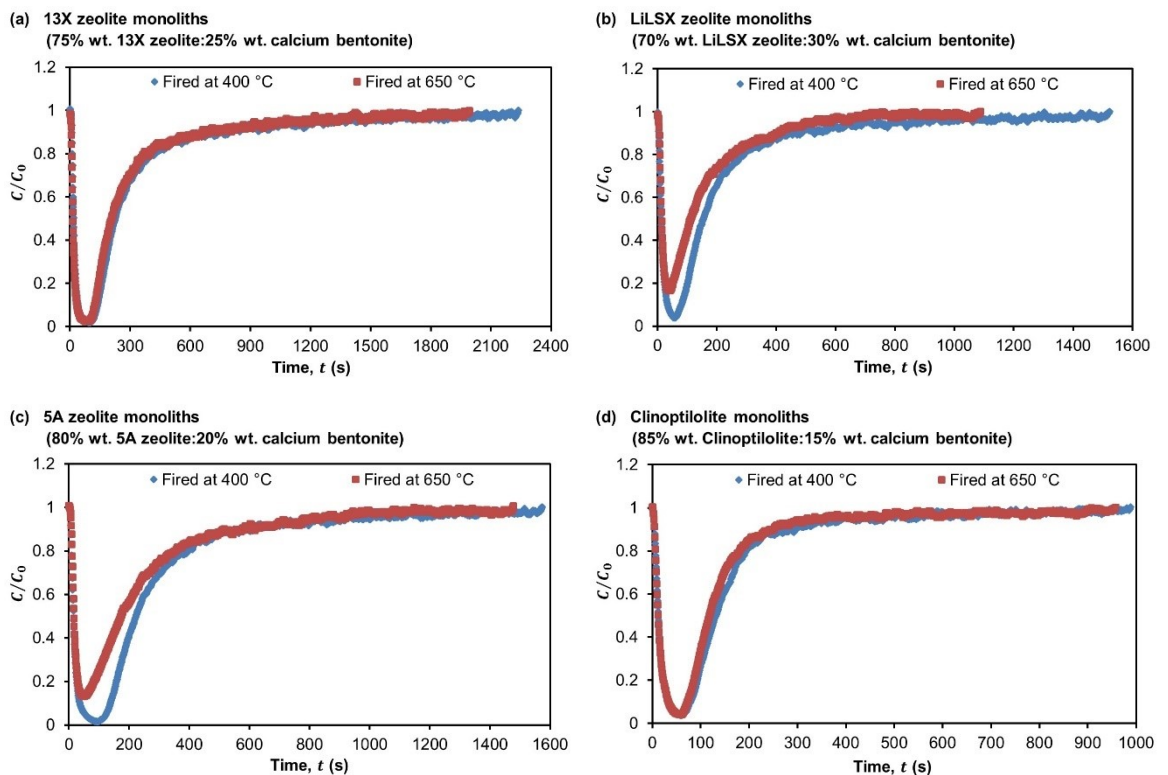 (a) 13X zeolite monoliths
(75% wt. 13X zeolite:25% wt. calcium bentonite)
1.2
Fired at 400 °C Fired at 650 °C
1
0.8
0.6
0.4
0.2
0
C/C₀
0 300 600 900 1200 1500 1800 2100 2400
Time, t (s)
(b) LiLSX zeolite monoliths
(70% wt. LiLSX zeolite:30% wt. calcium bentonite)
1.2
Fired at 400 °C Fired at 650 °C
1
0.8
0.6
0.4
0.2
0
C/C₀
0 200 400 600 800 1000 1200 1400 1600
Time, t (s)
(c) 5A zeolite monoliths
(80% wt. 5A zeolite:20% wt. calcium bentonite)
1.2
Fired at 400 °C Fired at 650 °C
1
0.8
0.6
0.4
0.2
0
C/C₀
0 200 400 600 800 1000 1200 1400 1600
Time, t (s)
(d) Clinoptilolite monoliths
(85% wt. Clinoptilolite:15% wt. calcium bentonite)
1.2
Fired at 400 °C Fired at 650 °C
1
0.8
0.6
0.4
0.2
0
C/C₀
0 100 200 300 400 500 600 700 800 900 1000
Time, t (s)